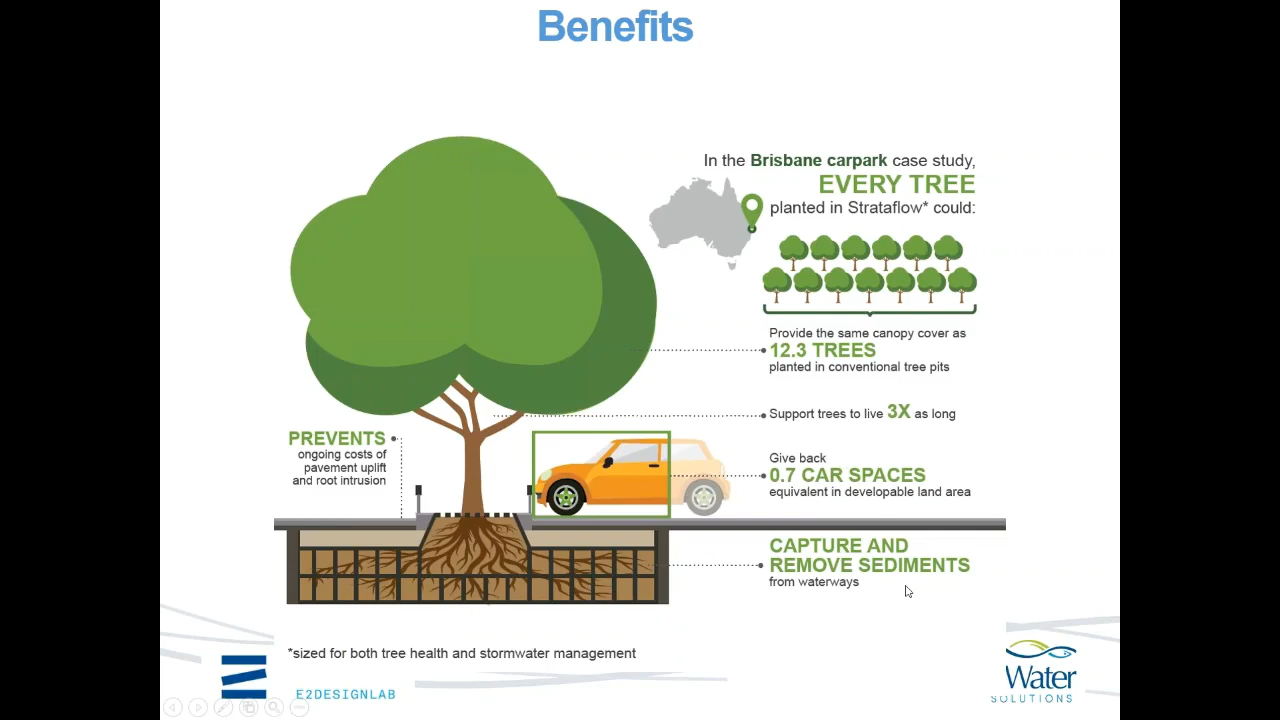 Benefits
In the Brisbane carpark case study,
EVERY TREE
planted in Strataflow* could:
Provide the same canopy cover as
12.3 TREES
planted in conventional tree pits
Support trees to live 3X as long
PREVENTS
ongoing costs of
pavement uplift
and root intrusion
Give back
0.7 CAR SPACES
equivalent in developable land area
CAPTURE AND
REMOVE SEDIMENTS
from waterways
*sized for both tree health and stormwater management
E2DESIGNLAB
Water
SOLUTIONS